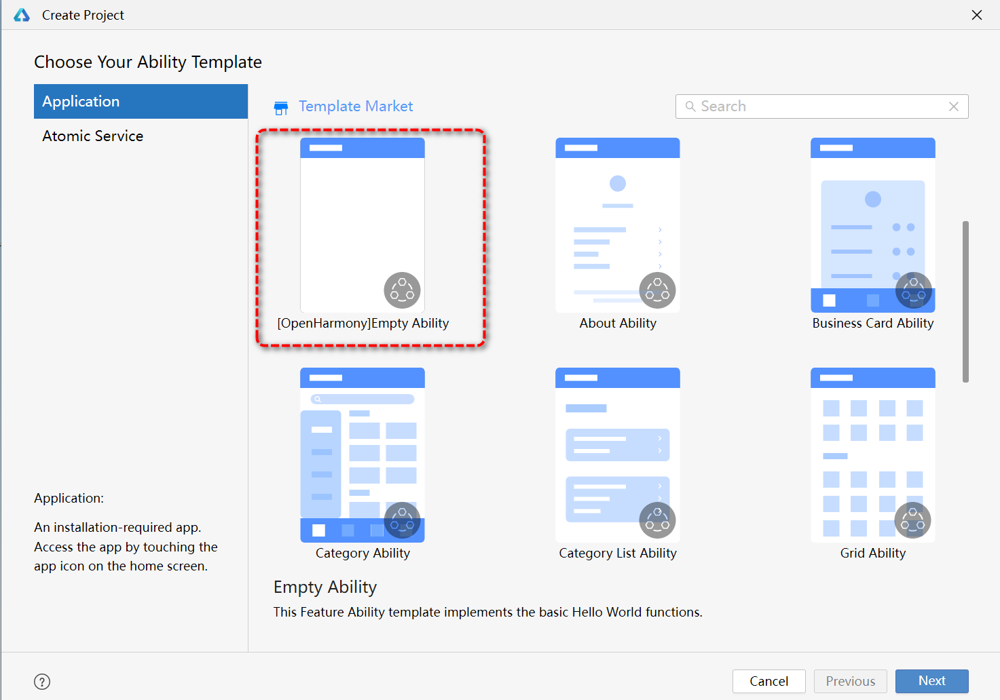 Create Project
Choose Your Ability Template
Application
Atomic Service
Template Market
Search
[OpenHarmony]Empty Ability
About Ability
Business Card Ability
Category Ability
Category List Ability
Grid Ability
Application:
An installation-required app.
Access the app by touching the
app icon on the home screen.
Empty Ability
This Feature Ability template implements the basic Hello World functions.
?
Cancel
Previous
Next